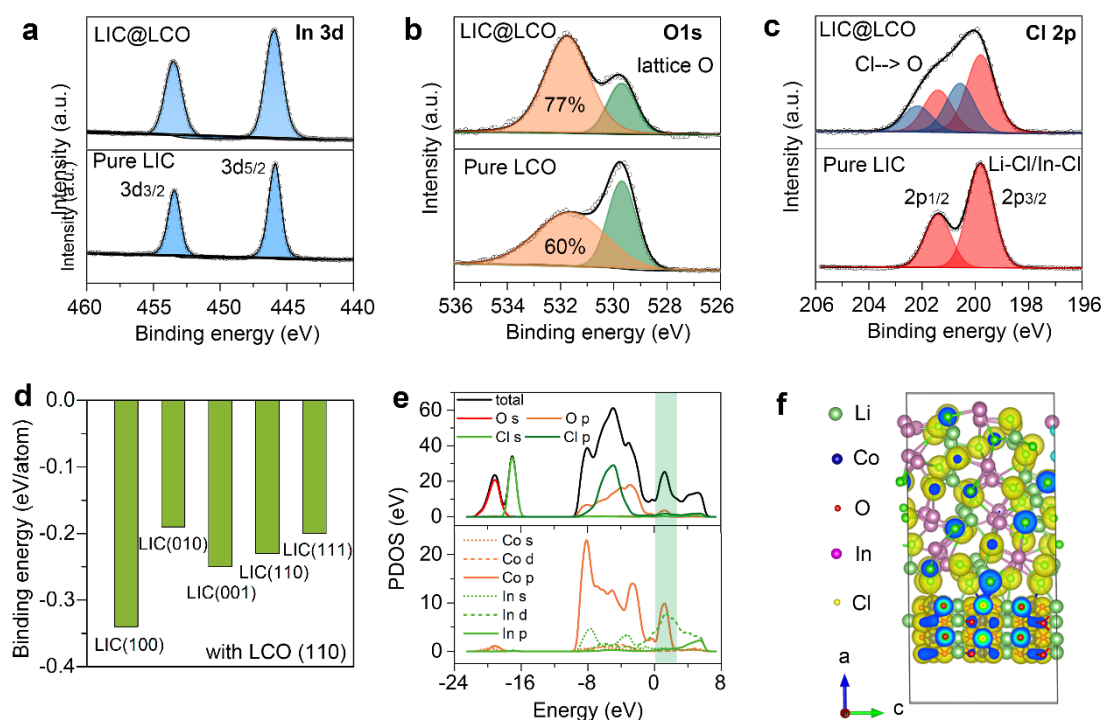 a
LIC@LCO
In 3d
Pure LIC
3d3/2
3d5/2
Intensity (a.u.)
Intensity (a.u.)
460 455 450 445 440
Binding energy (eV)
b
LIC@LCO
O1s
lattice O
77%
Pure LCO
60%
Intensity (a.u.)
536 534 532 530 528 526
Binding energy (eV)
c
LIC@LCO
Cl 2p
Cl--> O
Pure LIC
Li-Cl/In-Cl
2p1/2
2p3/2
Intensity (a.u.)
206 204 202 200 198 196
Binding energy (eV)
d
Binding energy (eV/atom)
0.0
-0.1
-0.2
-0.3
-0.4
LIC(100)
LIC(010)
LIC(001)
LIC(110)
LIC(111)
with LCO (110)
e
PDOS (eV)
60
40
20
0
total
O s
O p
Cl s
Cl p
20
10
0
Co s
Co d
Co p
In s
In d
In p
-24 -16 -8 0 8
Energy (eV)
f
Li
Co
O
In
Cl
a
c